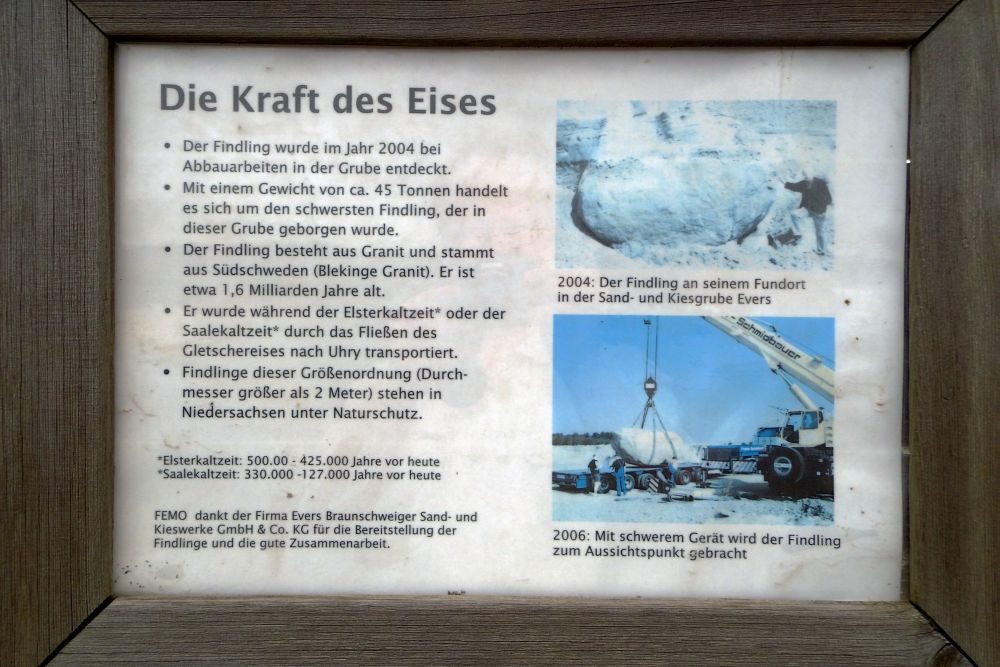 Die Kraft des Eises
• Der Findling wurde im Jahr 2004 bei
Abbauarbeiten in der Grube entdeckt.
• Mit einem Gewicht von ca. 45 Tonnen handelt
es sich um den schwersten Findling, der in
dieser Grube geborgen wurde.
• Der Findling besteht aus Granit und stammt
aus Südschweden (Blekinge Granit). Er ist
etwa 1,6 Milliarden Jahre alt.
• Er wurde während der Elsterkaltzeit* oder der
Saalekaltzeit* durch das Fließen des
Gletschereises nach Uhry transportiert.
• Findlinge dieser Größenordnung (Durch-
messer größer als 2 Meter) stehen in
Niedersachsen unter Naturschutz.
*Elsterkaltzeit: 500.00 - 425.000 Jahre vor heute
*Saalekaltzeit: 330.000 -127.000 Jahre vor heute
FEMO dankt der Firma Evers Braunschweiger Sand- und
Kieswerke GmbH & Co. KG für die Bereitstellung der
Findlinge und die gute Zusammenarbeit.
2004: Der Findling an seinem Fundort
in der Sand- und Kiesgrube Evers
Schmidbauer
2006: Mit schwerem Gerät wird der Findling
zum Aussichtspunkt gebracht